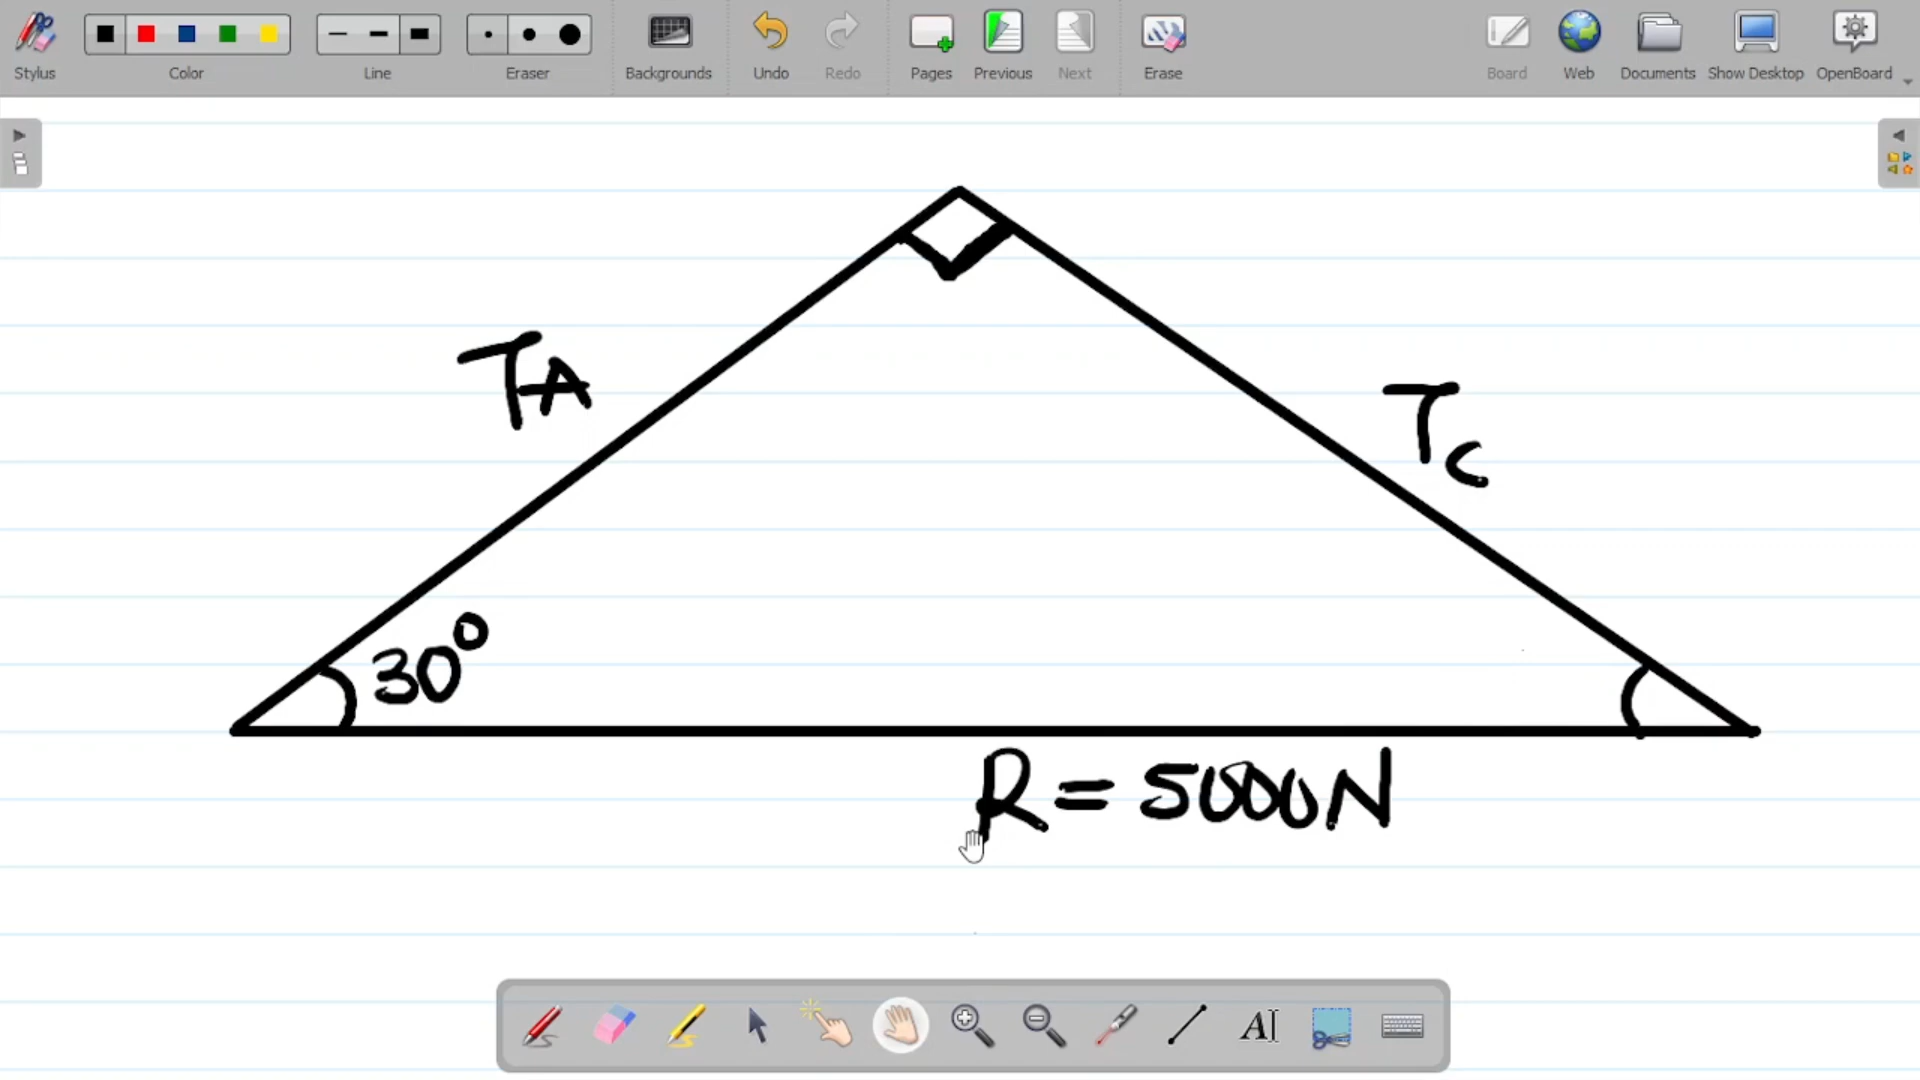 Stylus Color Line Eraser Backgrounds Undo Redo Pages Previous Next Erase Board Web Documents Show Desktop OpenBoard
TA
Tc
30°
R = 5000N
AI